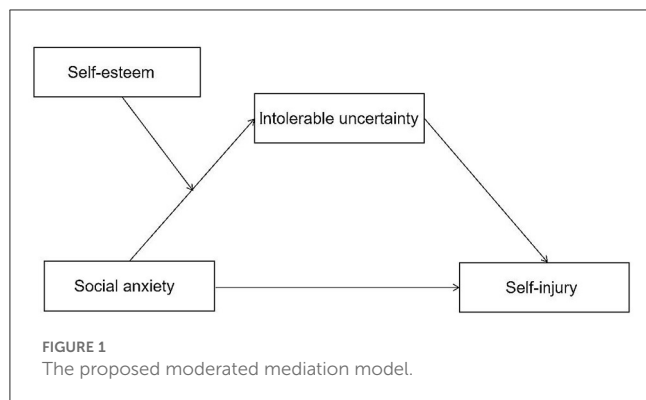 Self-esteem
Intolerable uncertainty
Social anxiety
Self-injury
FIGURE 1
The proposed moderated mediation model.